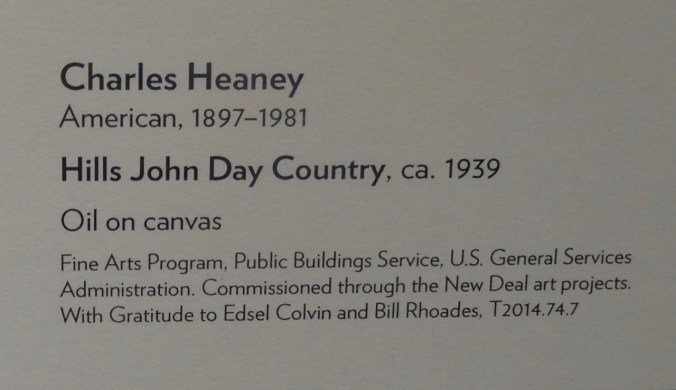 Charles Heaney
American, 1897–1981
Hills John Day Country, ca. 1939
Oil on canvas
Fine Arts Program, Public Buildings Service, U.S. General Services
Administration. Commissioned through the New Deal art projects.
With Gratitude to Edsel Colvin and Bill Rhoades, T2014.74.7